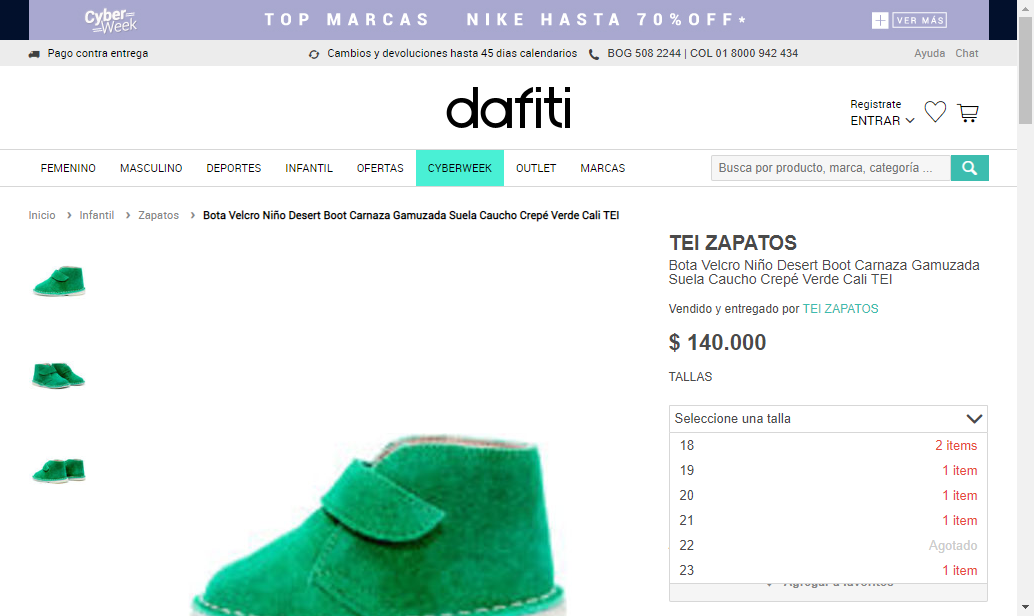 Cyber Week
TOP MARCAS NIKE HASTA 70%OFF*
+ VER MÁS
Pago contra entrega
Cambios y devoluciones hasta 45 dias calendarios
BOG 508 2244 | COL 01 8000 942 434
Ayuda Chat
dafiti
Registrate
ENTRAR
FEMENINO MASCULINO DEPORTES INFANTIL OFERTAS CYBERWEEK OUTLET MARCAS
Busca por producto, marca, categoría ...
Inicio › Infantil › Zapatos › Bota Velcro Niño Desert Boot Carnaza Gamuzada Suela Caucho Crepé Verde Cali TEI
TEI ZAPATOS
Bota Velcro Niño Desert Boot Carnaza Gamuzada
Suela Caucho Crepé Verde Cali TEI
Vendido y entregado por TEI ZAPATOS
$ 140.000
TALLAS
Seleccione una talla
18 2 items
19 1 item
20 1 item
21 1 item
22 Agotado
23 1 item
Agregar a favoritos